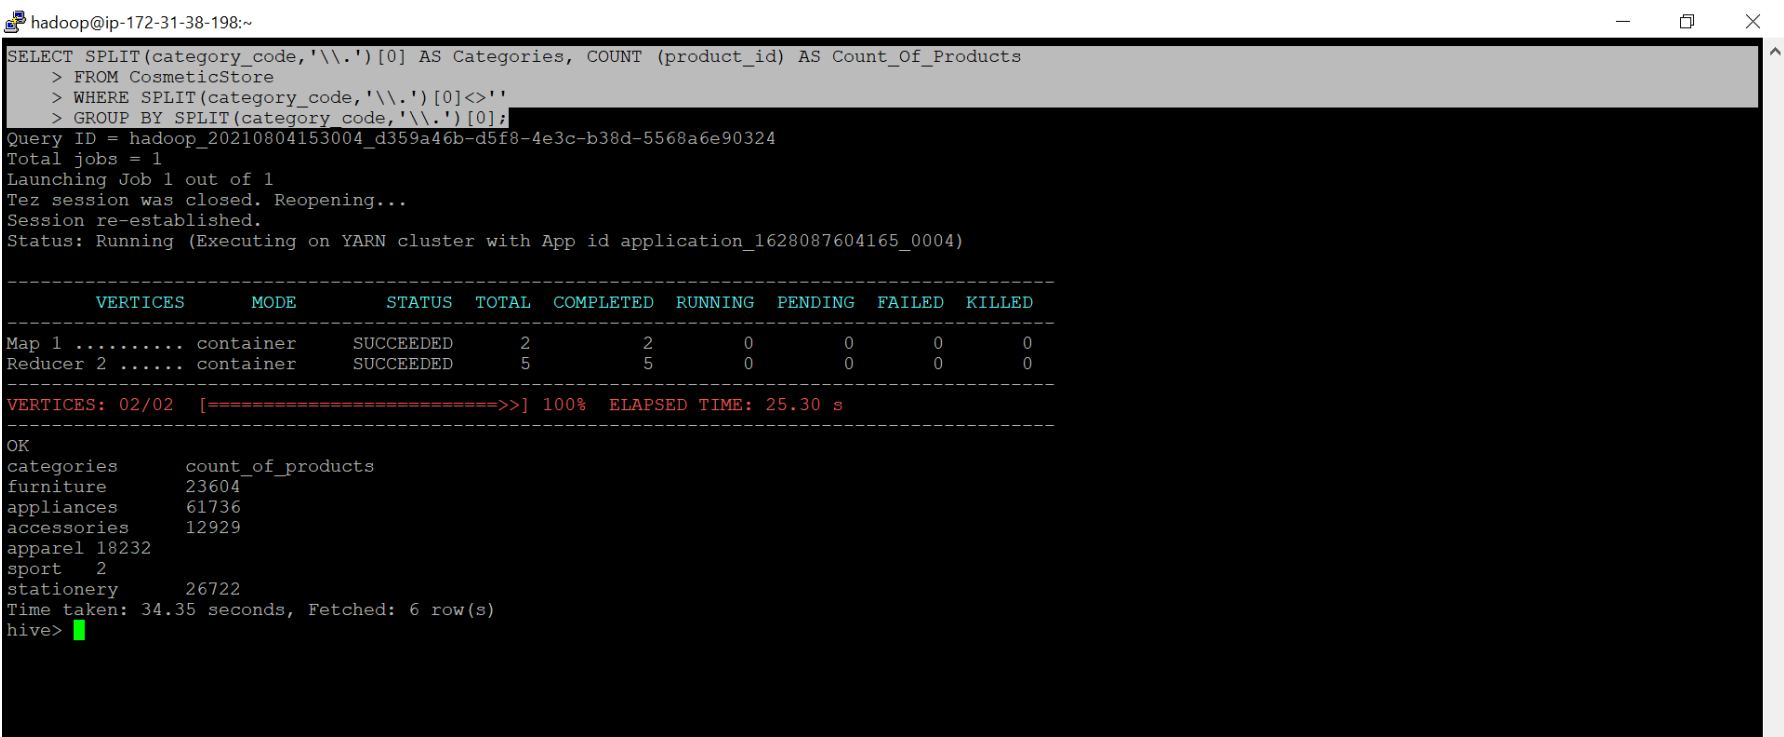 hadoop@ip-172-31-38-198:~
SELECT SPLIT(category_code,'\\.')[0] AS Categories, COUNT (product_id) AS Count_Of_Products
    > FROM CosmeticStore
    > WHERE SPLIT(category_code,'\\.')[0]<>''
    > GROUP BY SPLIT(category_code,'\\.')[0];
Query ID = hadoop_20210804153004_d359a46b-d5f8-4e3c-b38d-5568a6e90324
Total jobs = 1
Launching Job 1 out of 1
Tez session was closed. Reopening...
Session re-established.
Status: Running (Executing on YARN cluster with App id application_1628087604165_0004)
----------------------------------------------------------------------------------------------
        VERTICES      MODE        STATUS  TOTAL  COMPLETED  RUNNING  PENDING  FAILED  KILLED
----------------------------------------------------------------------------------------------
Map 1 .......... container     SUCCEEDED      2          2        0        0       0       0
Reducer 2 ...... container     SUCCEEDED      5          5        0        0       0       0
----------------------------------------------------------------------------------------------
VERTICES: 02/02  [==========================>>] 100%  ELAPSED TIME: 25.30 s
----------------------------------------------------------------------------------------------
OK
categories      count_of_products
furniture       23604
appliances      61736
accessories     12929
apparel 18232
sport   2
stationery      26722
Time taken: 34.35 seconds, Fetched: 6 row(s)
hive>